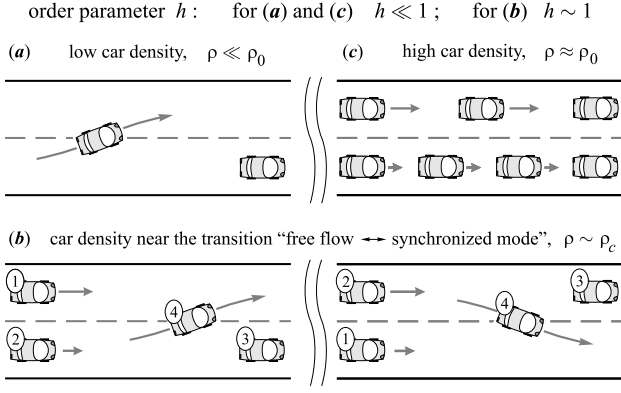 order parameter h : for (a) and (c) h ≪ 1 ; for (b) h ∼ 1
(a) low car density, ρ ≪ ρ₀
(c) high car density, ρ ≈ ρ₀
(b) car density near the transition “free flow ↔ synchronized mode”, ρ ∼ ρ_c
1
2
4
3
2
1
4
3